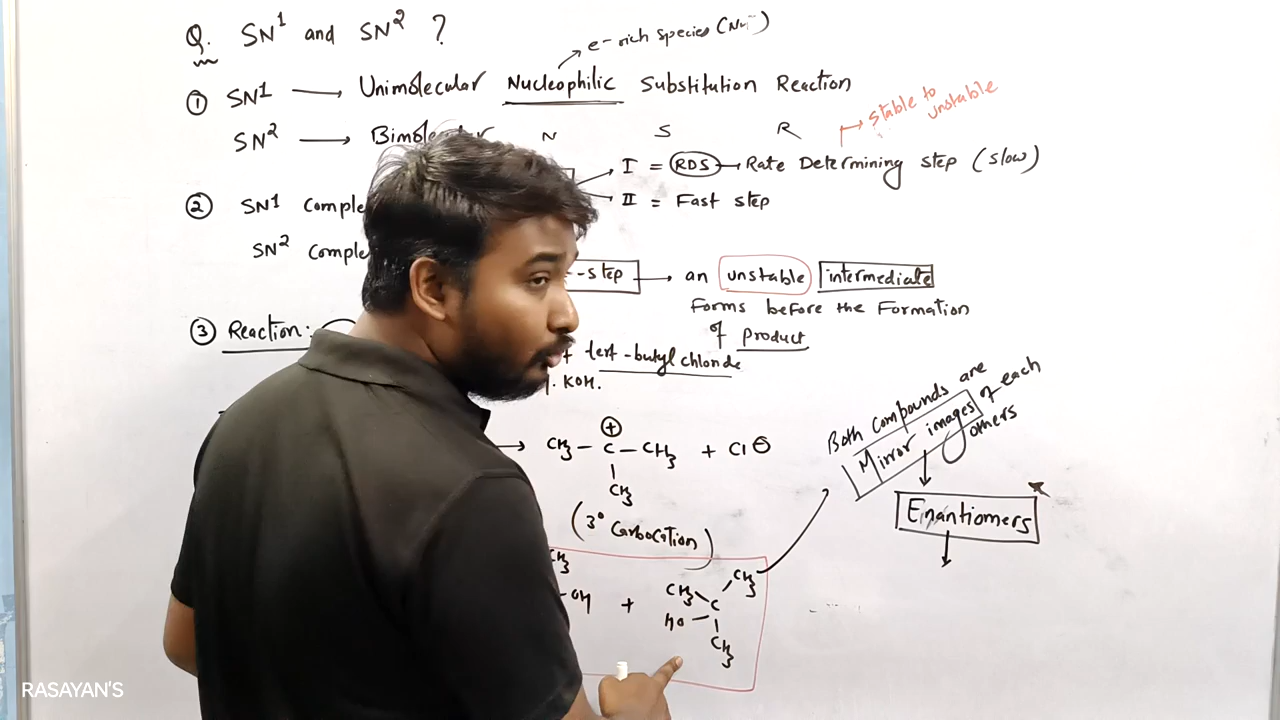 Q. SN1 and SN2 ?
e- rich species (Nu
① SN1 → Unimolecular Nucleophilic Substitution Reaction
stable to unstable
SN2 → Bimolecular N S R
I = RDS → Rate Determining step (slow)
② SN1 Comple
II = Fast step
SN2 Comple
-step → an unstable intermediate
forms before the Formation
of product
③ Reaction:
+ tert-butyl chloride
. KOH.
Both compounds are
Mirror images of each
others
⊕
→ CH3 – C – CH3 + Cl ⊖
CH3
Enantiomers
(3° Carbocation)
CH3
-OH +
CH3 CH3
C
HO
CH3
RASAYAN'S